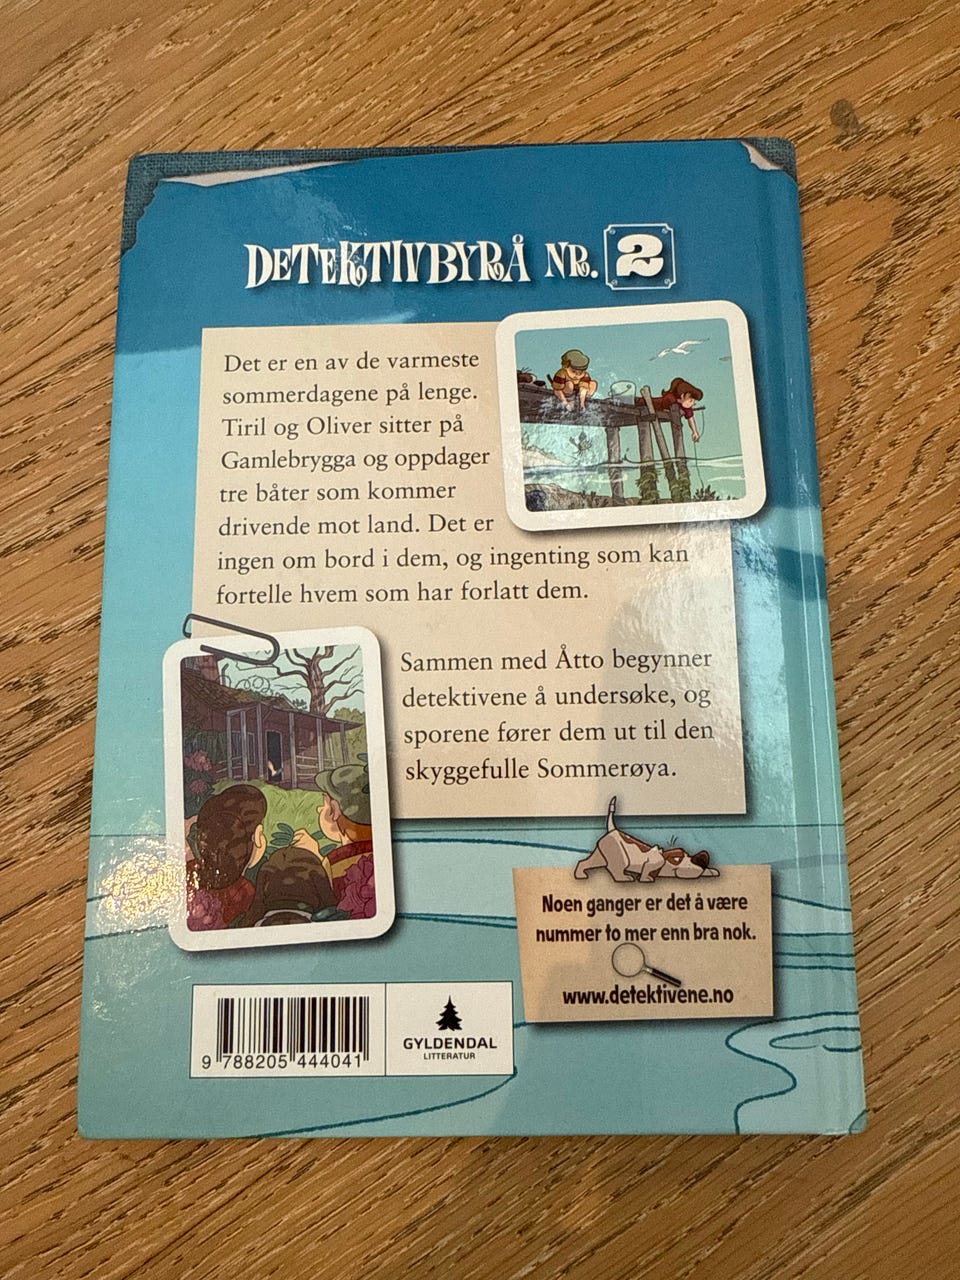 DETEKTIVBYRÅ NR. 2
Det er en av de varmeste
sommerdagene på lenge.
Tiril og Oliver sitter på
Gamlebrygga og oppdager
tre båter som kommer
drivende mot land. Det er
ingen om bord i dem, og ingenting som kan
fortelle hvem som har forlatt dem.
Sammen med Åtto begynner
detektivene å undersøke, og
sporene fører dem ut til den
skyggefulle Sommerøya.
Noen ganger er det å være
nummer to mer enn bra nok.
www.detektivene.no
9 788205 444041
GYLDENDAL
LITTERATUR